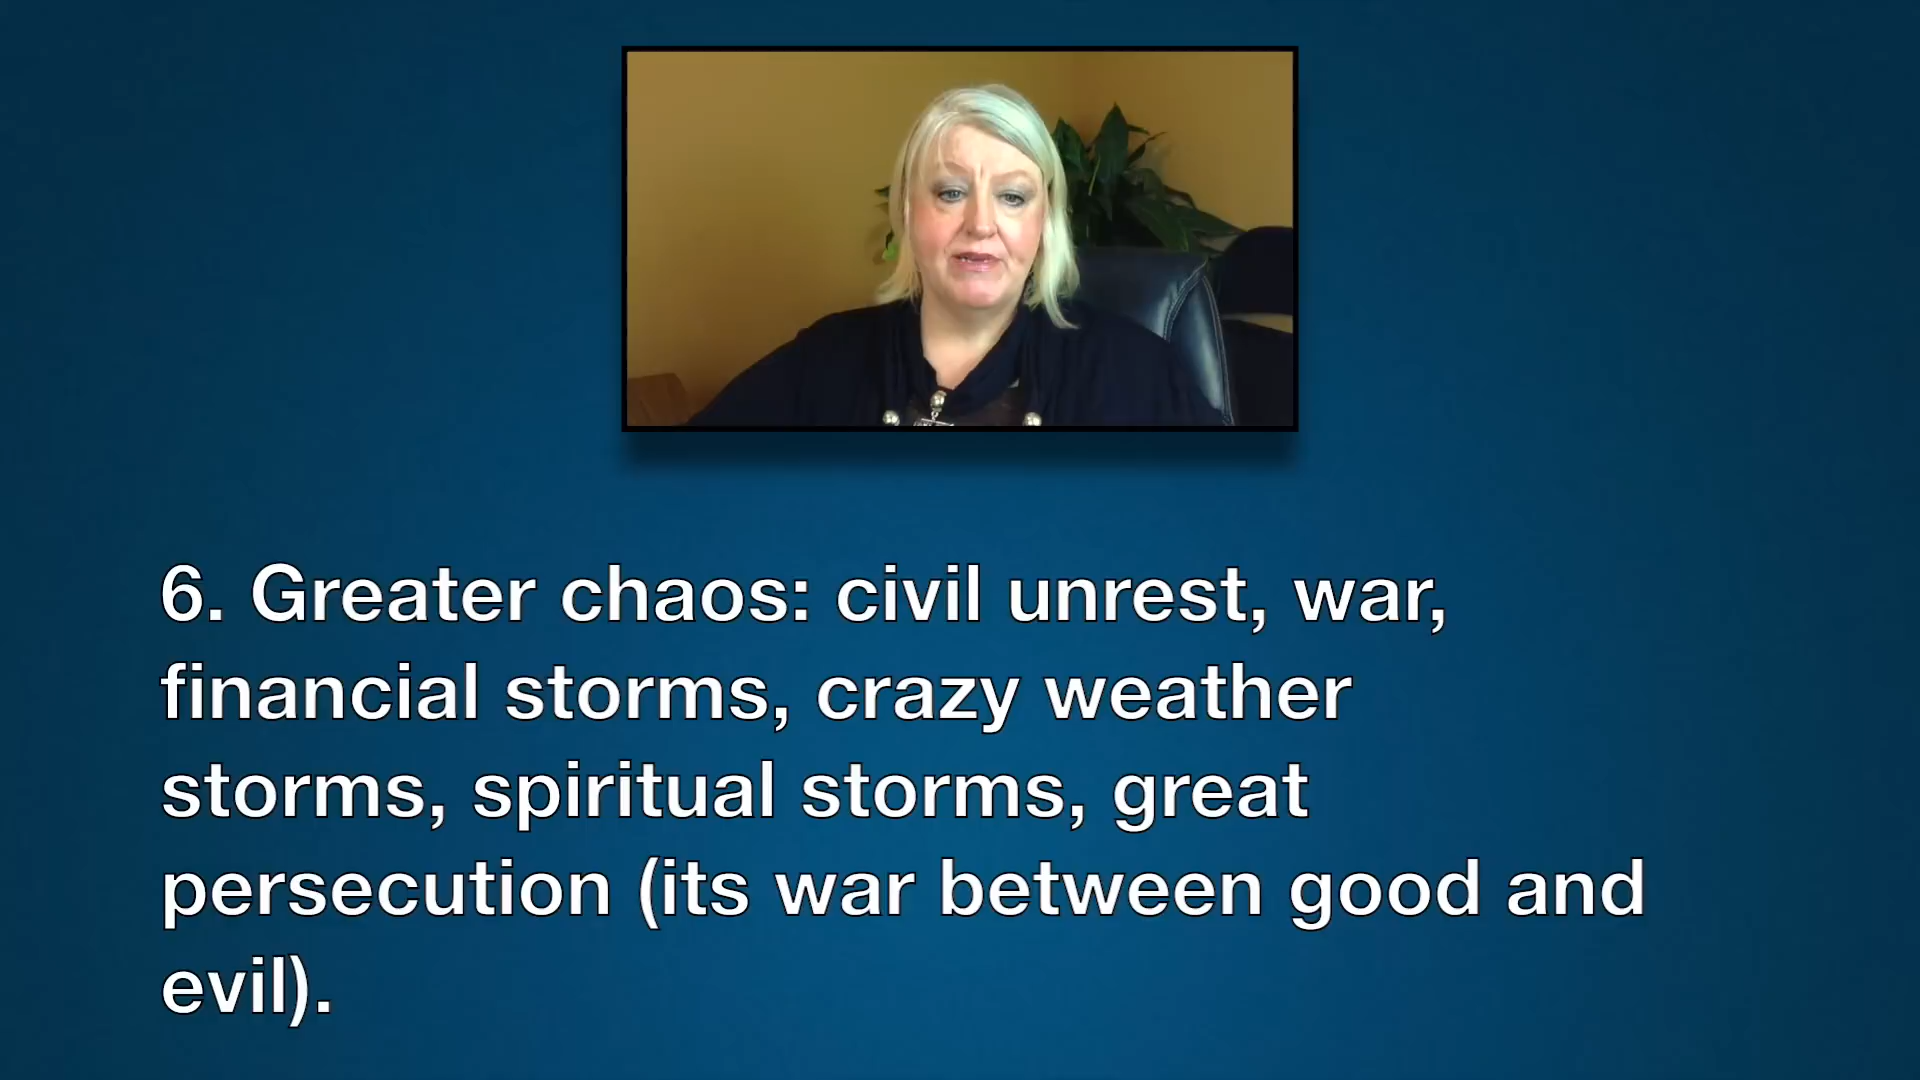 6. Greater chaos: civil unrest, war,
financial storms, crazy weather
storms, spiritual storms, great
persecution (its war between good and
evil).